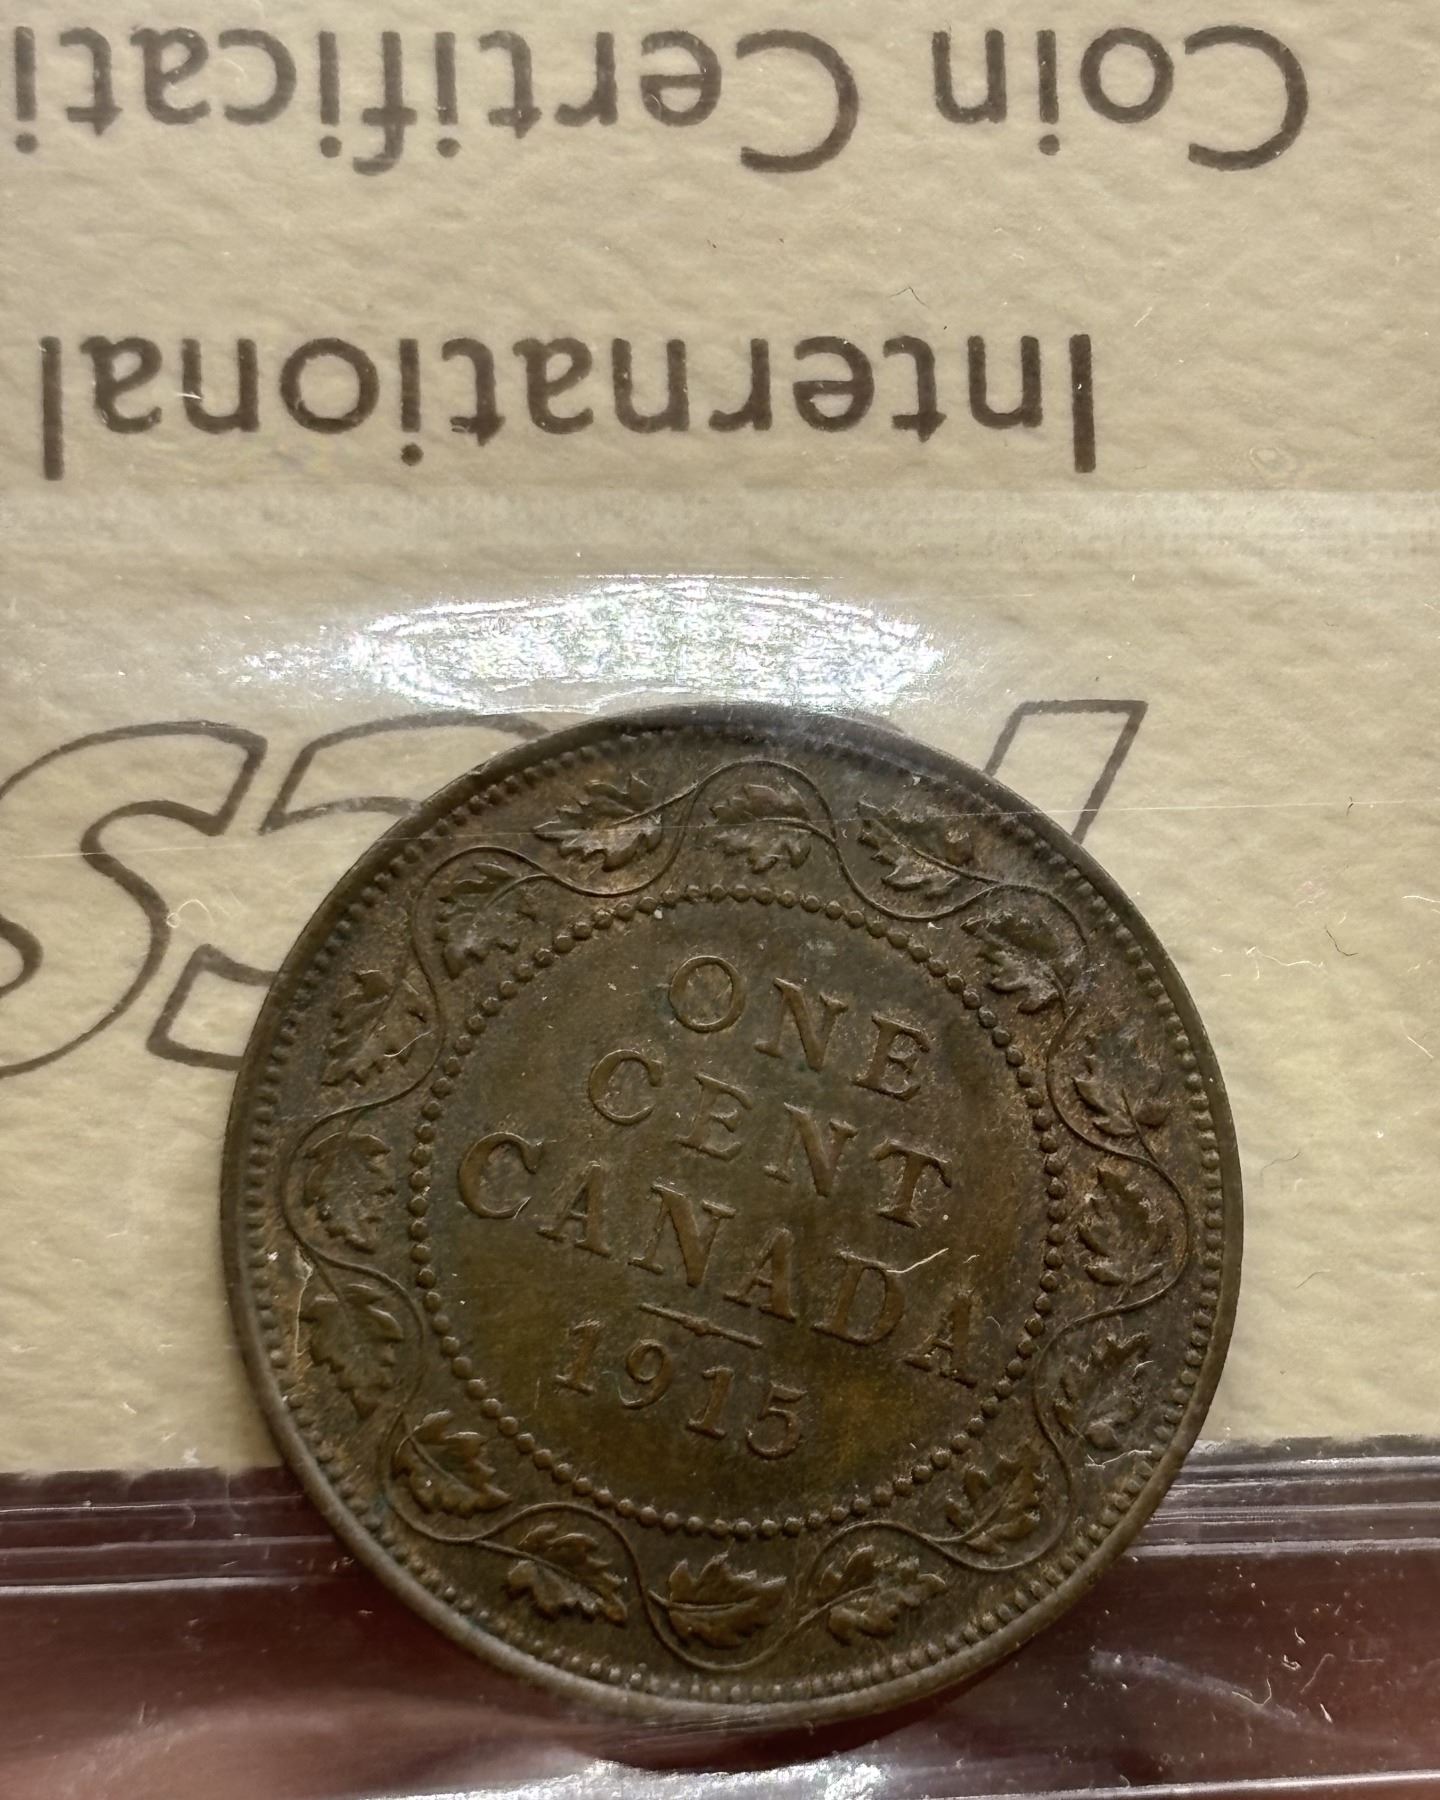 International
Coin Certificati
ONE
CENT
CANADA
1915